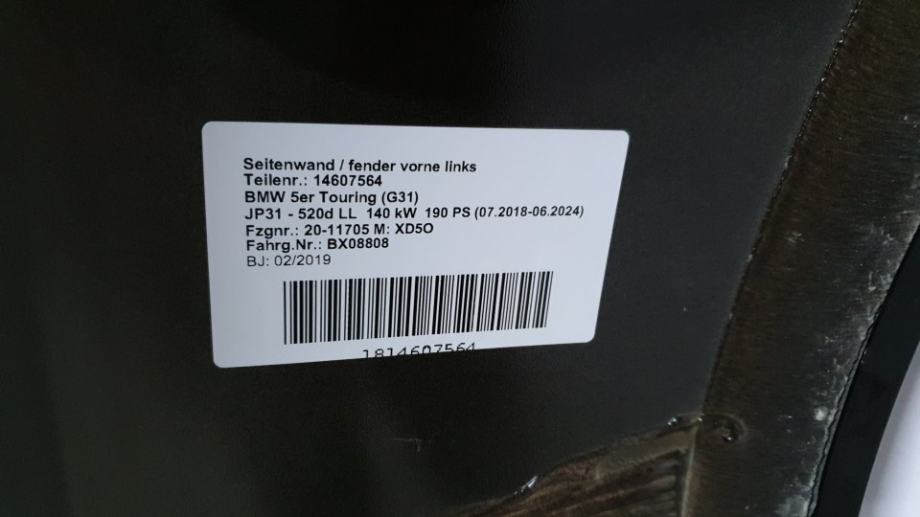 Seitenwand / fender vorne links
Teilenr.: 14607564
BMW 5er Touring (G31)
JP31 - 520d LL 140 kW 190 PS (07.2018-06.2024)
Fzgnr.: 20-11705 M: XD5O
Fahrg.Nr.: BX08808
BJ: 02/2019
1814607564